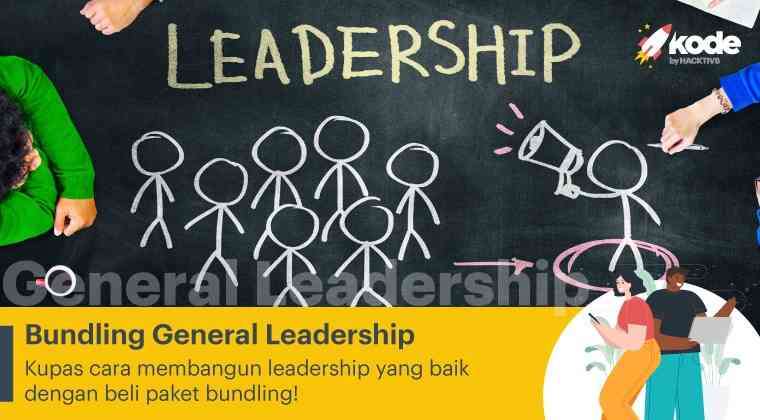 LEADERSHIP
kode
by HACKTIV8
General Leadership
Bundling General Leadership
Kupas cara membangun leadership yang baik
dengan beli paket bundling!